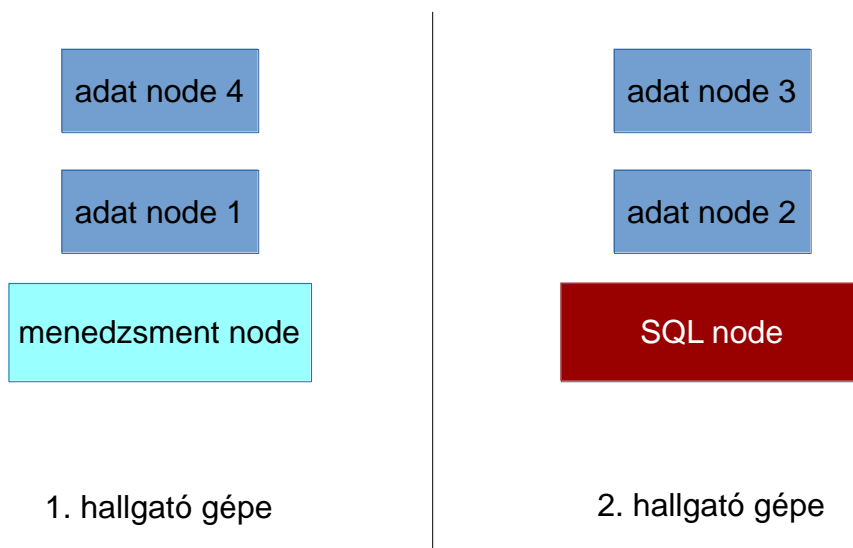 adat node 4
adat node 1
menedzsment node
1. hallgató gépe
adat node 3
adat node 2
SQL node
2. hallgató gépe